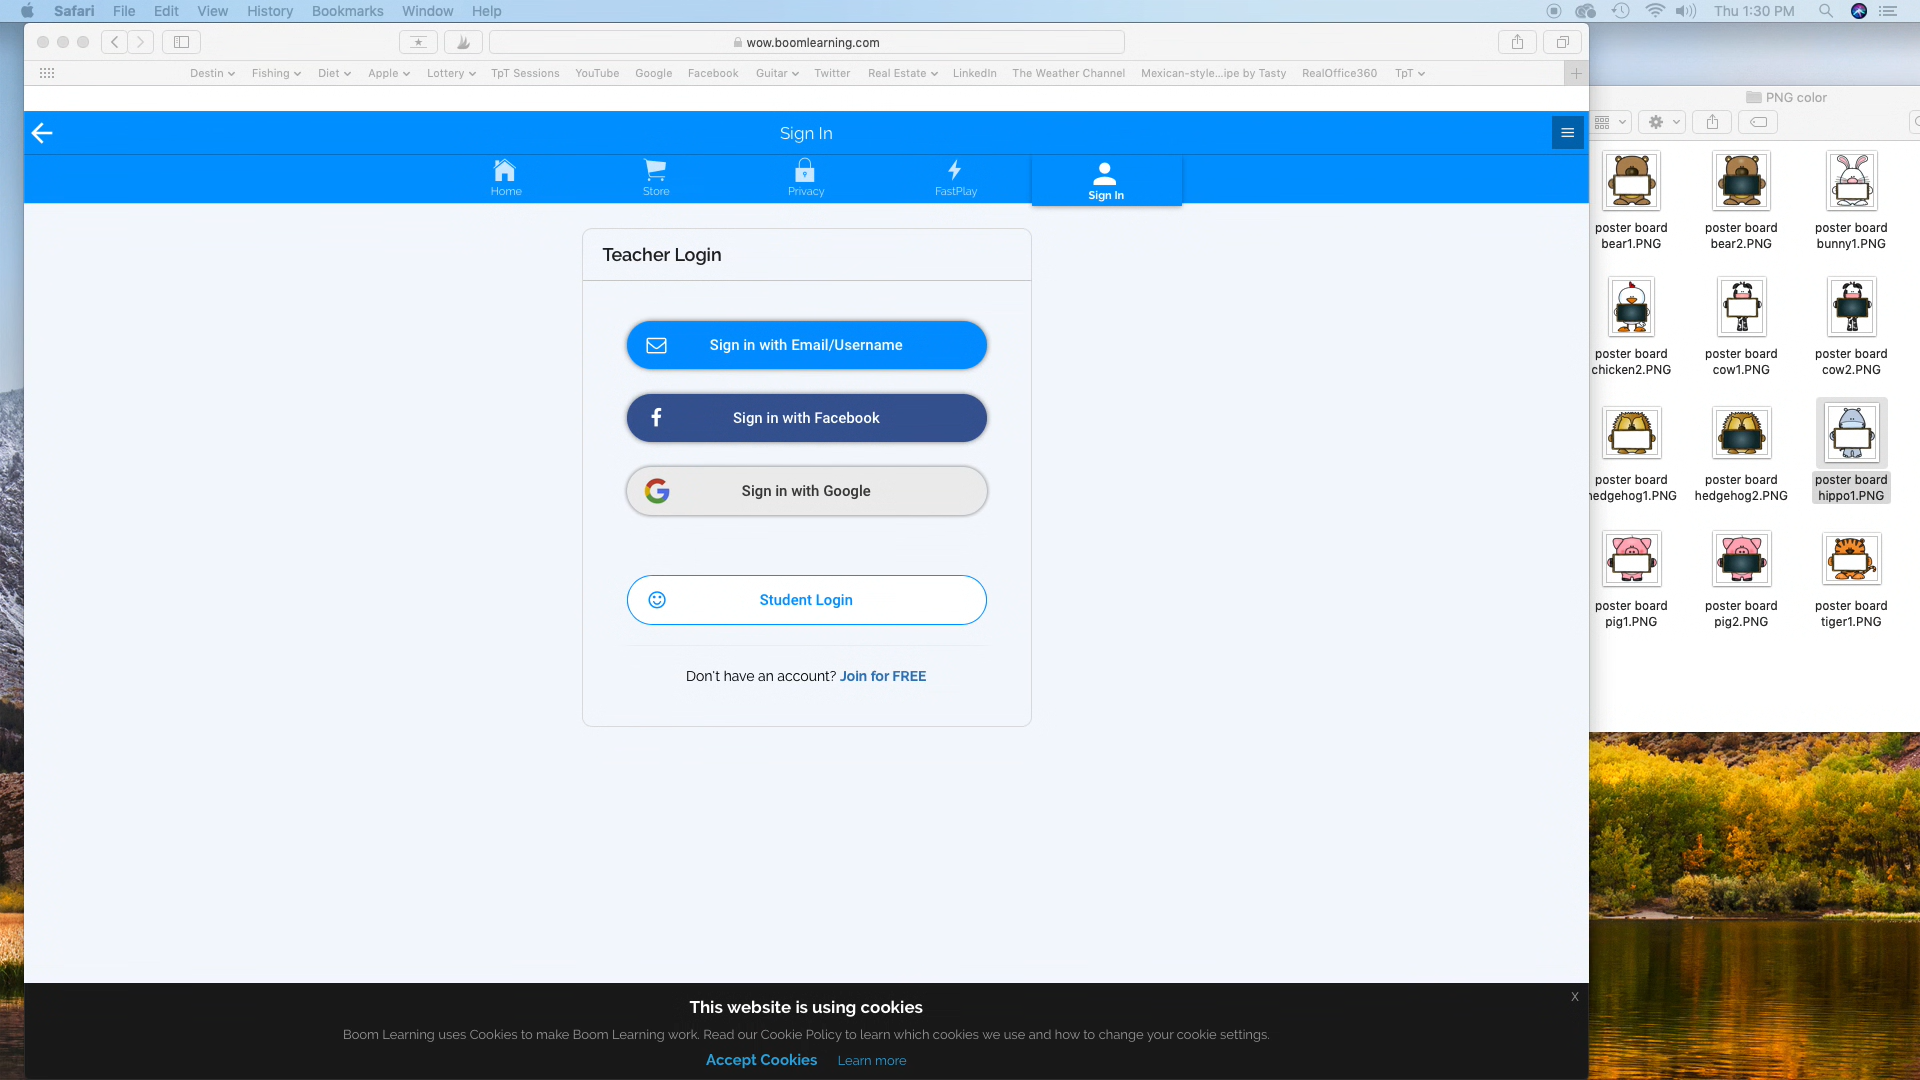 Safari File Edit View History Bookmarks Window Help
Thu 1:30 PM
wow.boomlearning.com
Destin Fishing Diet Apple Lottery TpT Sessions YouTube Google Facebook Guitar Twitter Real Estate LinkedIn The Weather Channel Mexican-style...ipe by Tasty RealOffice360 TpT
Sign In
Home Store Privacy FastPlay Sign In
Teacher Login
Sign in with Email/Username
Sign in with Facebook
Sign in with Google
Student Login
Don't have an account? Join for FREE
This website is using cookies
X
Boom Learning uses Cookies to make Boom Learning work. Read our Cookie Policy to learn which cookies we use and how to change your cookie settings.
Accept Cookies Learn more
PNG color
poster board bear1.PNG
poster board bear2.PNG
poster board bunny1.PNG
poster board chicken2.PNG
poster board cow1.PNG
poster board cow2.PNG
poster board hedgehog1.PNG
poster board hedgehog2.PNG
poster board hippo1.PNG
poster board pig1.PNG
poster board pig2.PNG
poster board tiger1.PNG